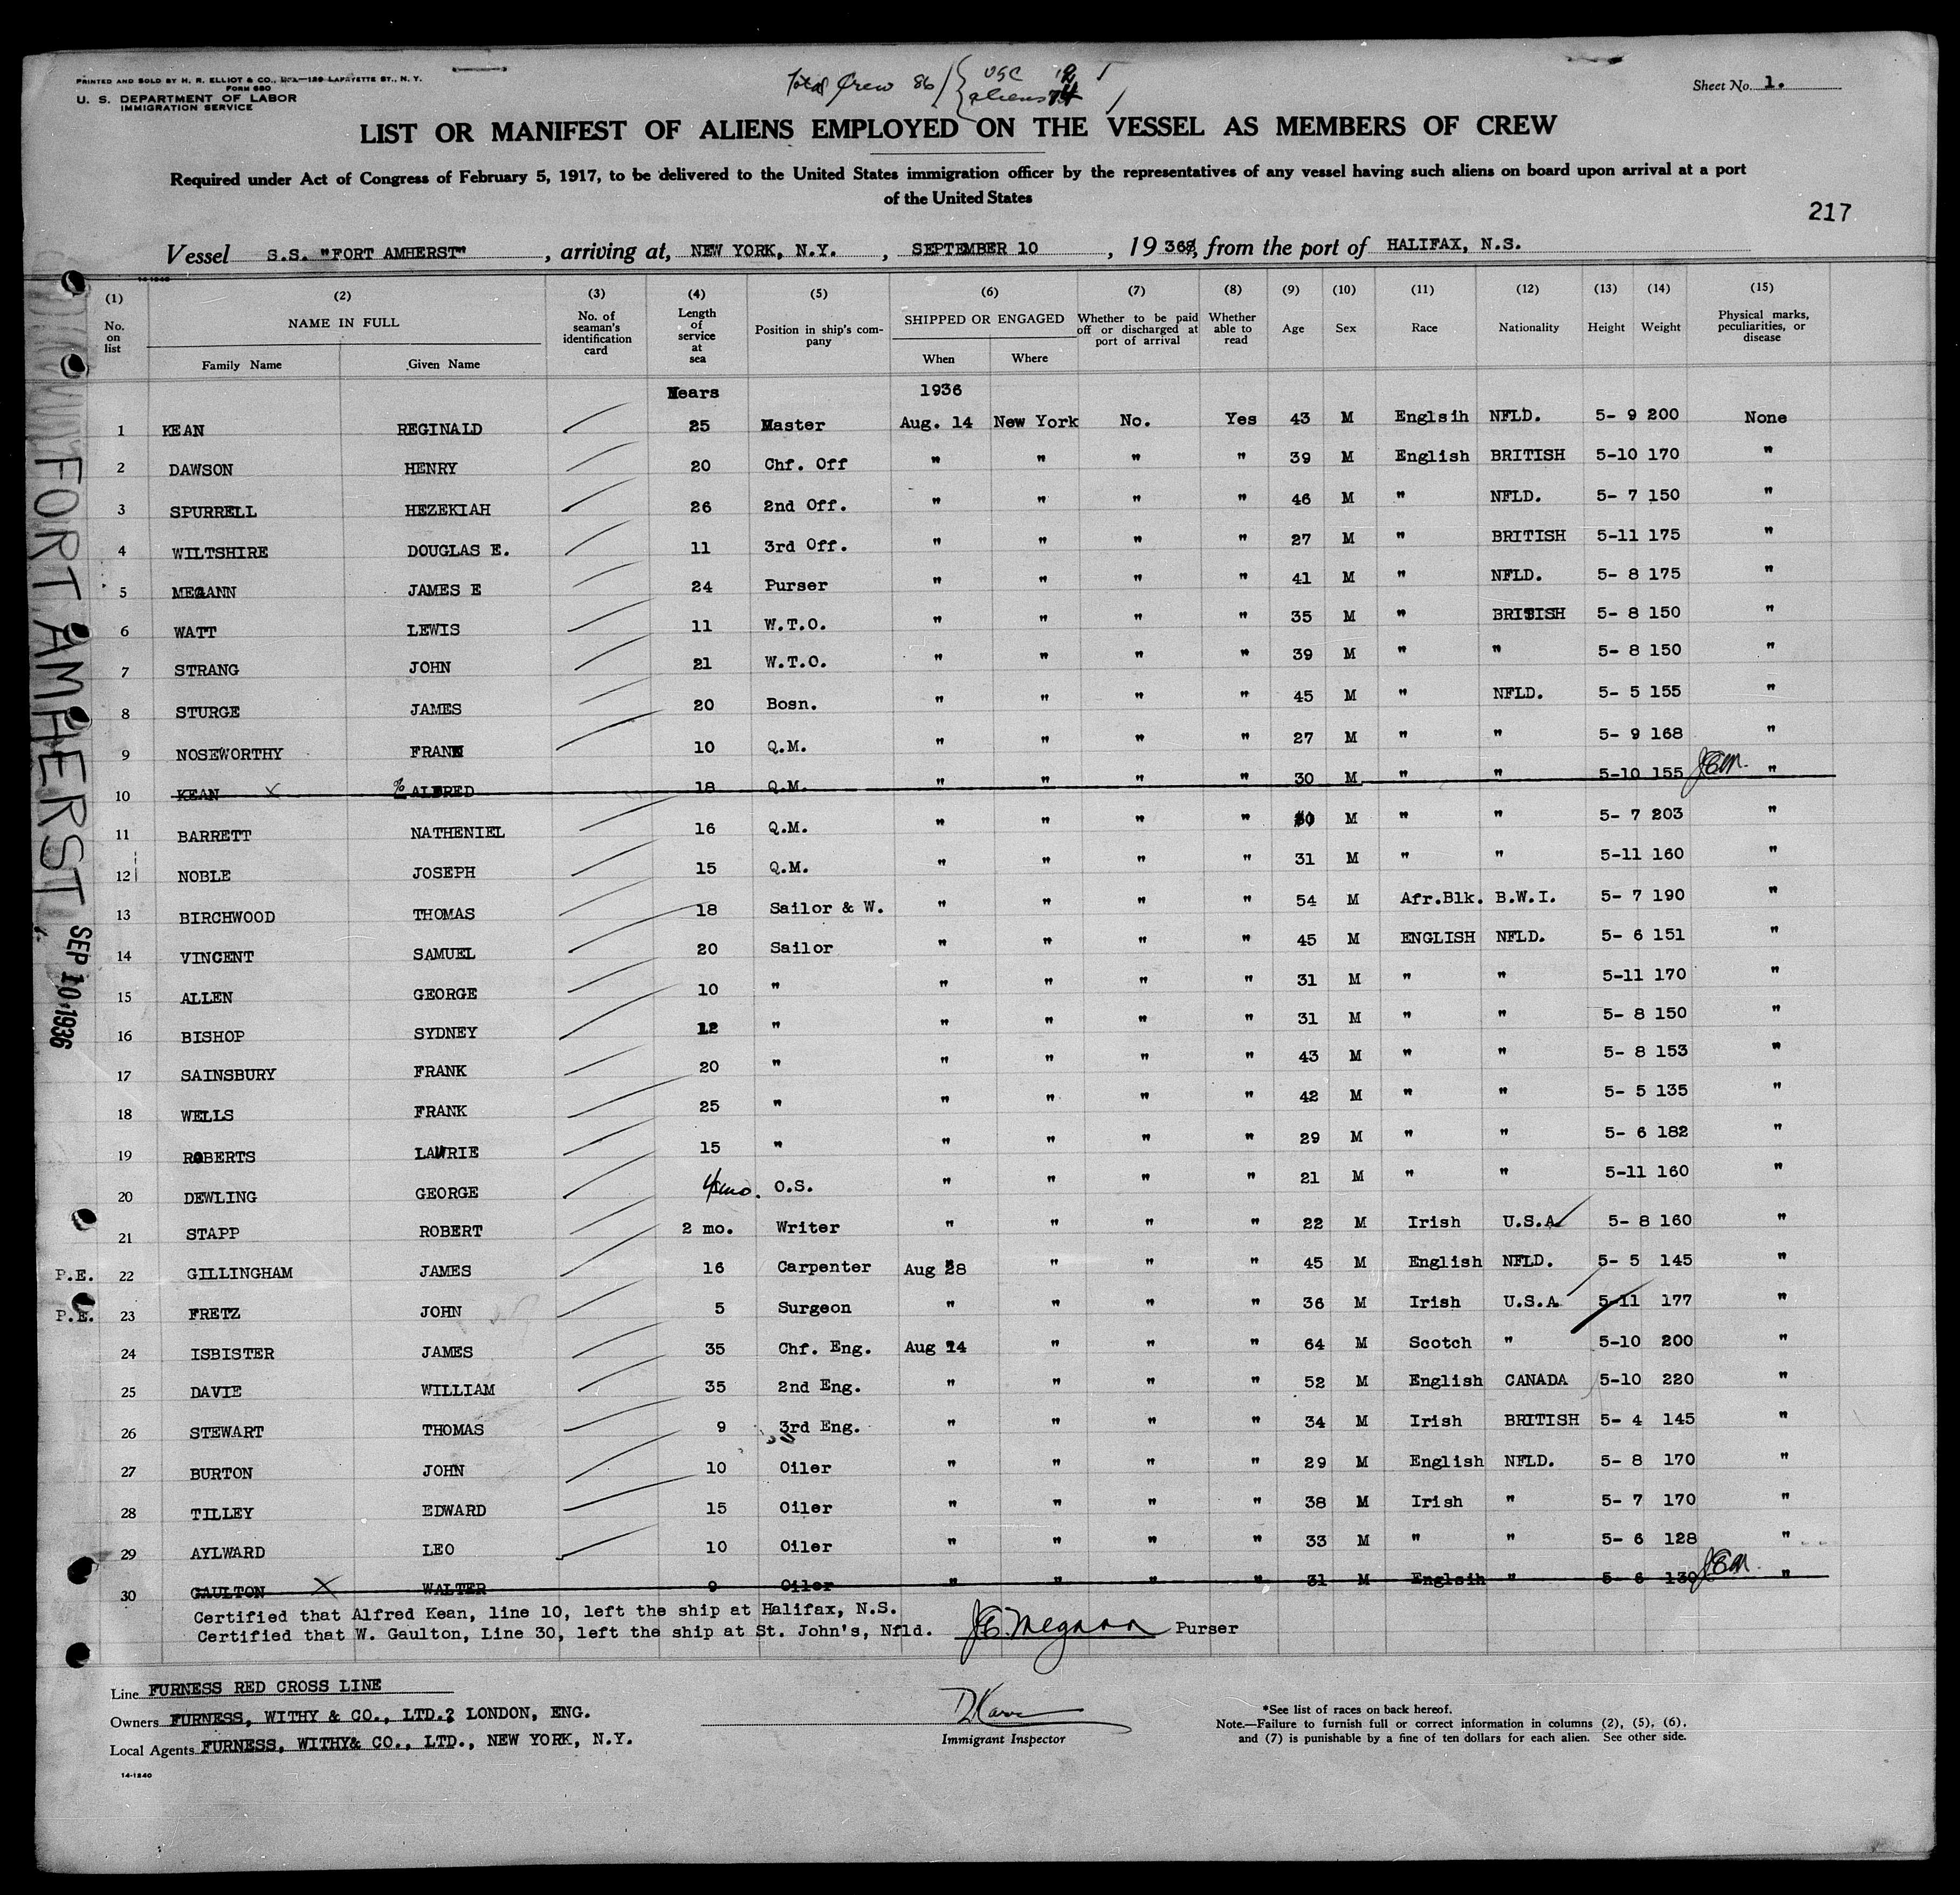 PRINTED AND SOLD BY H. R. ELLIOT & CO., INC.—129 LAFAYETTE ST., N. Y.
FORM 680
U. S. DEPARTMENT OF LABOR
IMMIGRATION SERVICE
Total Crew 86 { USC 12
aliens 74
Sheet No. 1.
LIST OR MANIFEST OF ALIENS EMPLOYED ON THE VESSEL AS MEMBERS OF CREW
Required under Act of Congress of February 5, 1917, to be delivered to the United States immigration officer by the representatives of any vessel having such aliens on board upon arrival at a port
of the United States
217
Vessel S.S. "FORT AMHERST", arriving at, NEW YORK, N.Y., SEPTEMBER 10, 1936, from the port of HALIFAX, N.S.
14-1240
(1) (2) (3) (4) (5) (6) (7) (8) (9) (10) (11) (12) (13) (14) (15)
No. on list NAME IN FULL Family Name Given Name No. of seaman's identification card Length of service at sea Position in ship's company SHIPPED OR ENGAGED When Where Whether to be paid off or discharged at port of arrival Whether able to read Age Sex Race Nationality Height Weight Physical marks, peculiarities, or disease
Years 1936
1 KEAN REGINALD 25 Master Aug. 14 New York No. Yes 43 M Englsih NFLD. 5- 9 200 None
2 DAWSON HENRY 20 Chf. Off " " " " 39 M English BRITISH 5-10 170 "
3 SPURRELL HEZEKIAH 26 2nd Off. " " " " 46 M " NFLD. 5- 7 150 "
4 WILTSHIRE DOUGLAS E. 11 3rd Off. " " " " 27 M " BRITISH 5-11 175 "
5 MEGANN JAMES E 24 Purser " " " " 41 M " NFLD. 5- 8 175 "
6 WATT LEWIS 11 W.T.O. " " " " 35 M " BRITISH 5- 8 150 "
7 STRANG JOHN 21 W.T.O. " " " " 39 M " " 5- 8 150 "
8 STURGE JAMES 20 Bosn. " " " " 45 M " NFLD. 5- 5 155 "
9 NOSEWORTHY FRANK 10 Q.M. " " " " 27 M " " 5- 9 168 "
10 KEAN X ALFRED 18 Q.M. " " " " 30 M " " 5-10 155 JEM. "
11 BARRETT NATHENIEL 16 Q.M. " " " " M " " 5- 7 203 "
12 NOBLE JOSEPH 15 Q.M. " " " " 31 M " " 5-11 160 "
13 BIRCHWOOD THOMAS 18 Sailor & W. " " " " 54 M Afr.Blk. B.W.I. 5- 7 190 "
14 VINCENT SAMUEL 20 Sailor " " " " 45 M ENGLISH NFLD. 5- 6 151 "
15 ALLEN GEORGE 10 " " " " " 31 M " " 5-11 170 "
16 BISHOP SYDNEY 12 " " " " " 31 M " " 5- 8 150 "
17 SAINSBURY FRANK 20 " " " " " 43 M " " 5- 8 153 "
18 WELLS FRANK 25 " " " " " 42 M " " 5- 5 135 "
19 ROBERTS LAWRIE 15 " " " " " 29 M " " 5- 6 182 "
20 DEWLING GEORGE O.S. " " " " 21 M " " 5-11 160 "
21 STAPP ROBERT 2 mo. Writer " " " " 22 M Irish U.S.A 5- 8 160 "
P.E. 22 GILLINGHAM JAMES 16 Carpenter Aug 28 " " " 45 M English NFLD. 5- 5 145 "
P.E. 23 FRETZ JOHN 5 Surgeon " " " " 36 M Irish U.S.A 5-11 177 "
24 ISBISTER JAMES 35 Chf. Eng. Aug 14 " " " 64 M Scotch " 5-10 200 "
25 DAVIE WILLIAM 35 2nd Eng. " " " " 52 M English CANADA 5-10 220 "
26 STEWART THOMAS 9 3rd Eng. " " " " 34 M Irish BRITISH 5- 4 145 "
27 BURTON JOHN 10 Oiler " " " " 29 M English NFLD. 5- 8 170 "
28 TILLEY EDWARD 15 Oiler " " " " 38 M Irish " 5- 7 170 "
29 AYLWARD LEO 10 Oiler " " " " 33 M " " 5- 6 128 "
30 GAULTON X WALTER 9 Oiler " " " " 31 M Englsih " 5- 6 130 JEM. "
Certified that Alfred Kean, line 10, left the ship at Halifax, N.S.
Certified that W. Gaulton, Line 30, left the ship at St. John's, Nfld. J.E. Megann Purser
Line FURNESS RED CROSS LINE
Owners FURNESS, WITHY & CO., LTD.? LONDON, ENG.
Local Agents FURNESS, WITHY& CO., LTD., NEW YORK, N.Y.
14-1240
Immigrant Inspector
*See list of races on back hereof.
Note.—Failure to furnish full or correct information in columns (2), (5), (6),
and (7) is punishable by a fine of ten dollars for each alien. See other side.
FORT AMHERST
SEP 10 1936